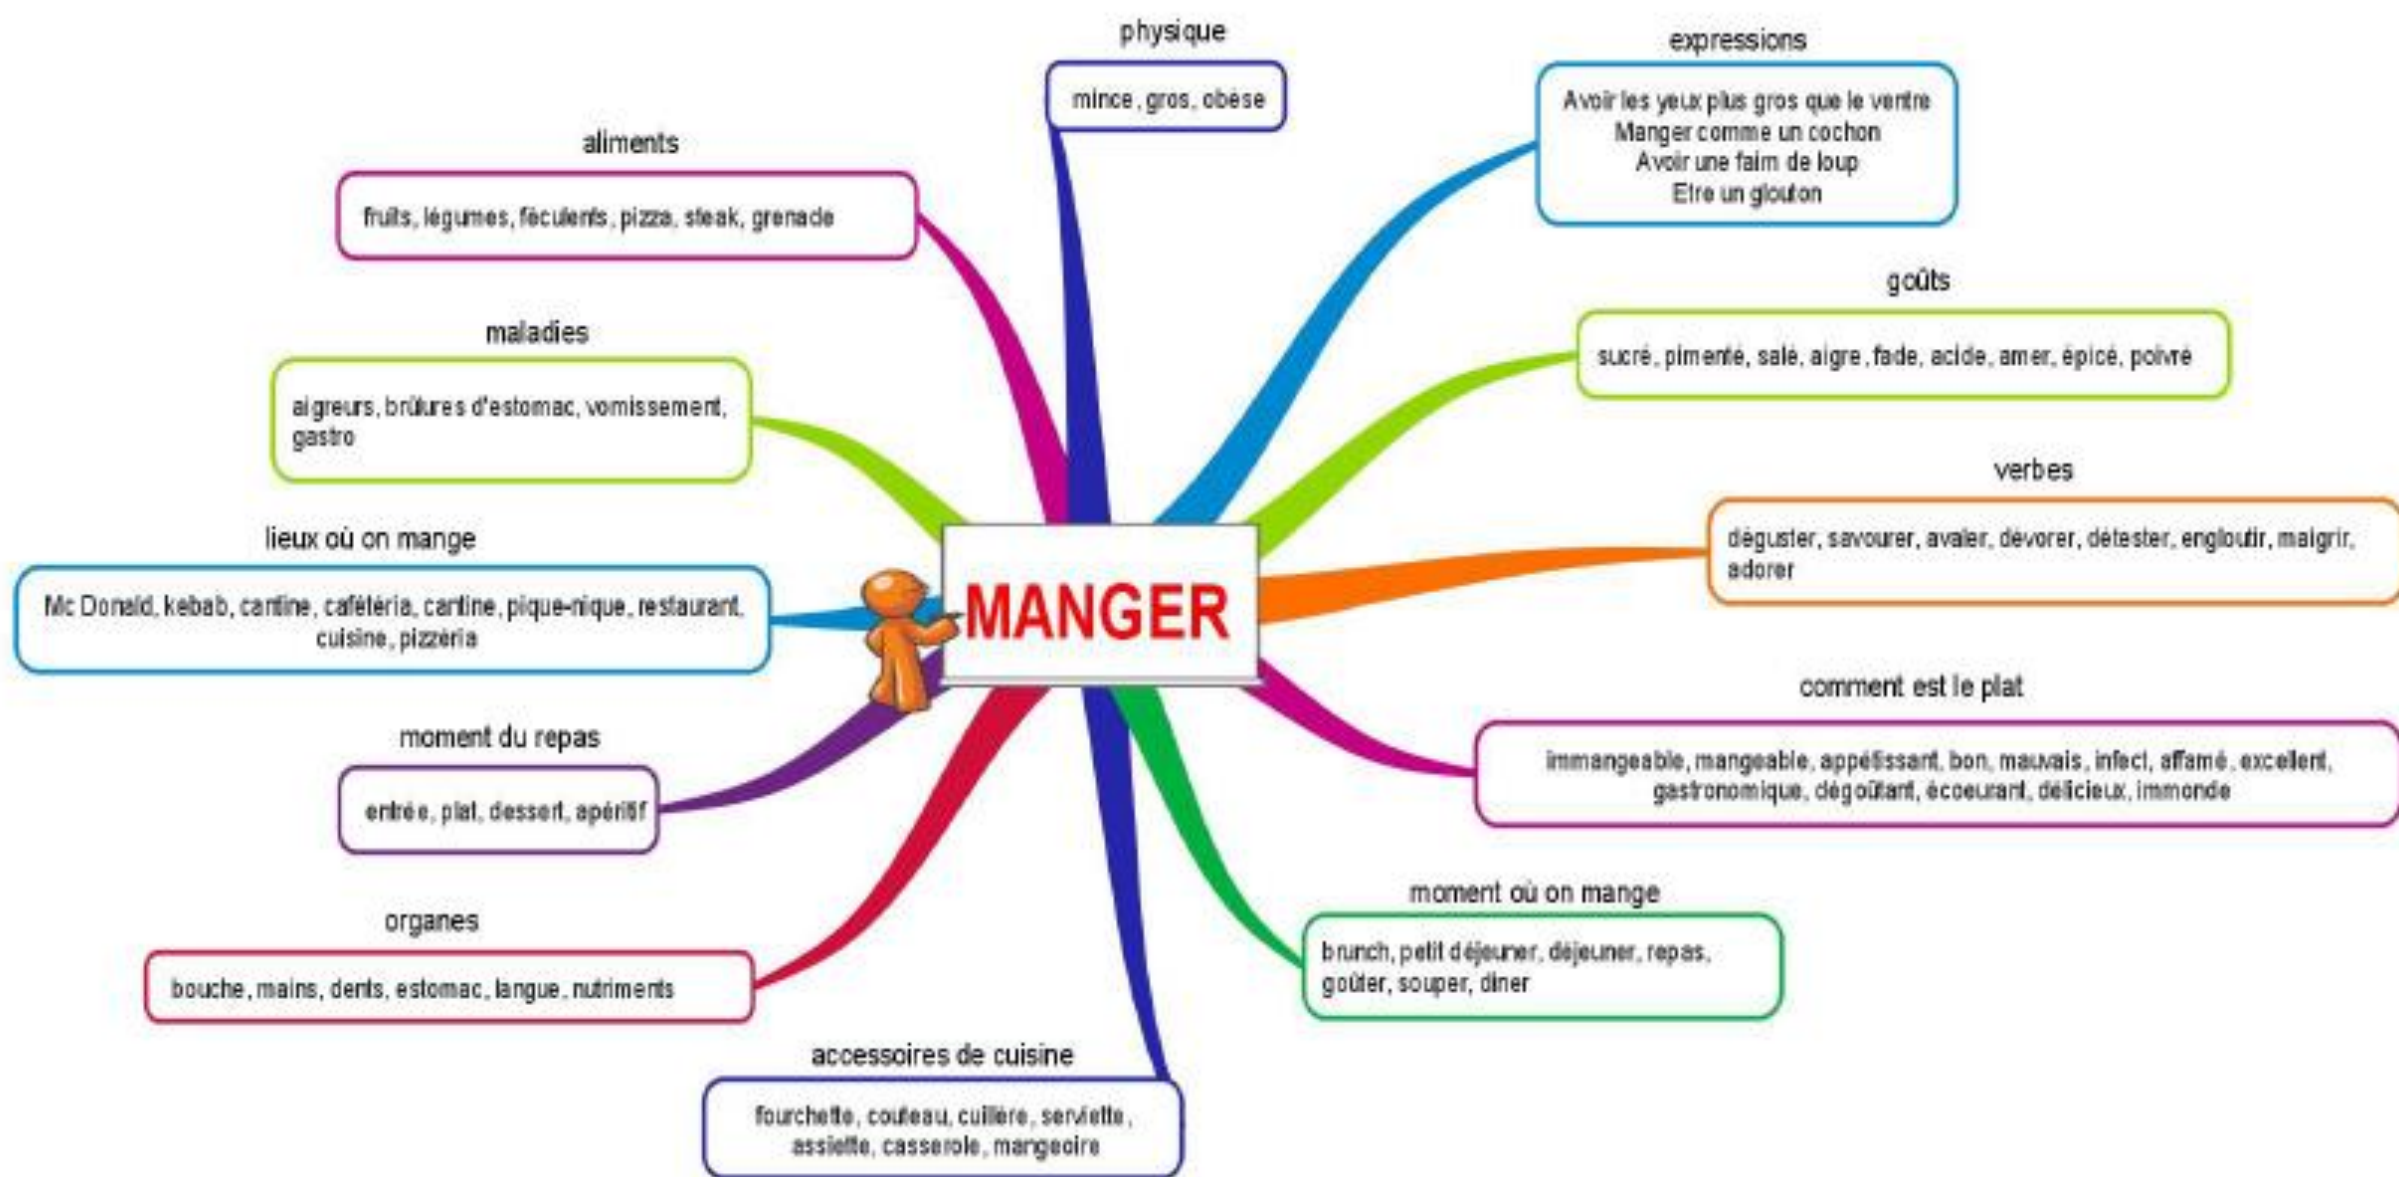 physique
mince, gros, obèse
expressions
Avoir les yeux plus gros que le ventre
Manger comme un cochon
Avoir une faim de loup
Etre un glouton
aliments
fruits, légumes, féculents, pizza, steak, grenade
goûts
sucré, pimenté, salé, aigre, fade, acide, amer, épicé, poivré
maladies
aigreurs, brûlures d'estomac, vomissement,
gastro
verbes
déguster, savourer, avaler, dévorer, détester, engloutir, maigrir,
adorer
lieux où on mange
Mc Donald, kebab, cantine, cafétéria, cantine, pique-nique, restaurant,
cuisine, pizzéria
MANGER
comment est le plat
immangeable, mangeable, appétissant, bon, mauvais, infect, affamé, excellent,
gastronomique, dégoûtant, écoeurant, délicieux, immonde
moment du repas
entrée, plat, dessert, apéritif
moment où on mange
brunch, petit déjeuner, déjeuner, repas,
goûter, souper, dîner
organes
bouche, mains, dents, estomac, langue, nutriments
accessoires de cuisine
fourchette, couteau, cuillère, serviette,
assiette, casserole, mangeoire